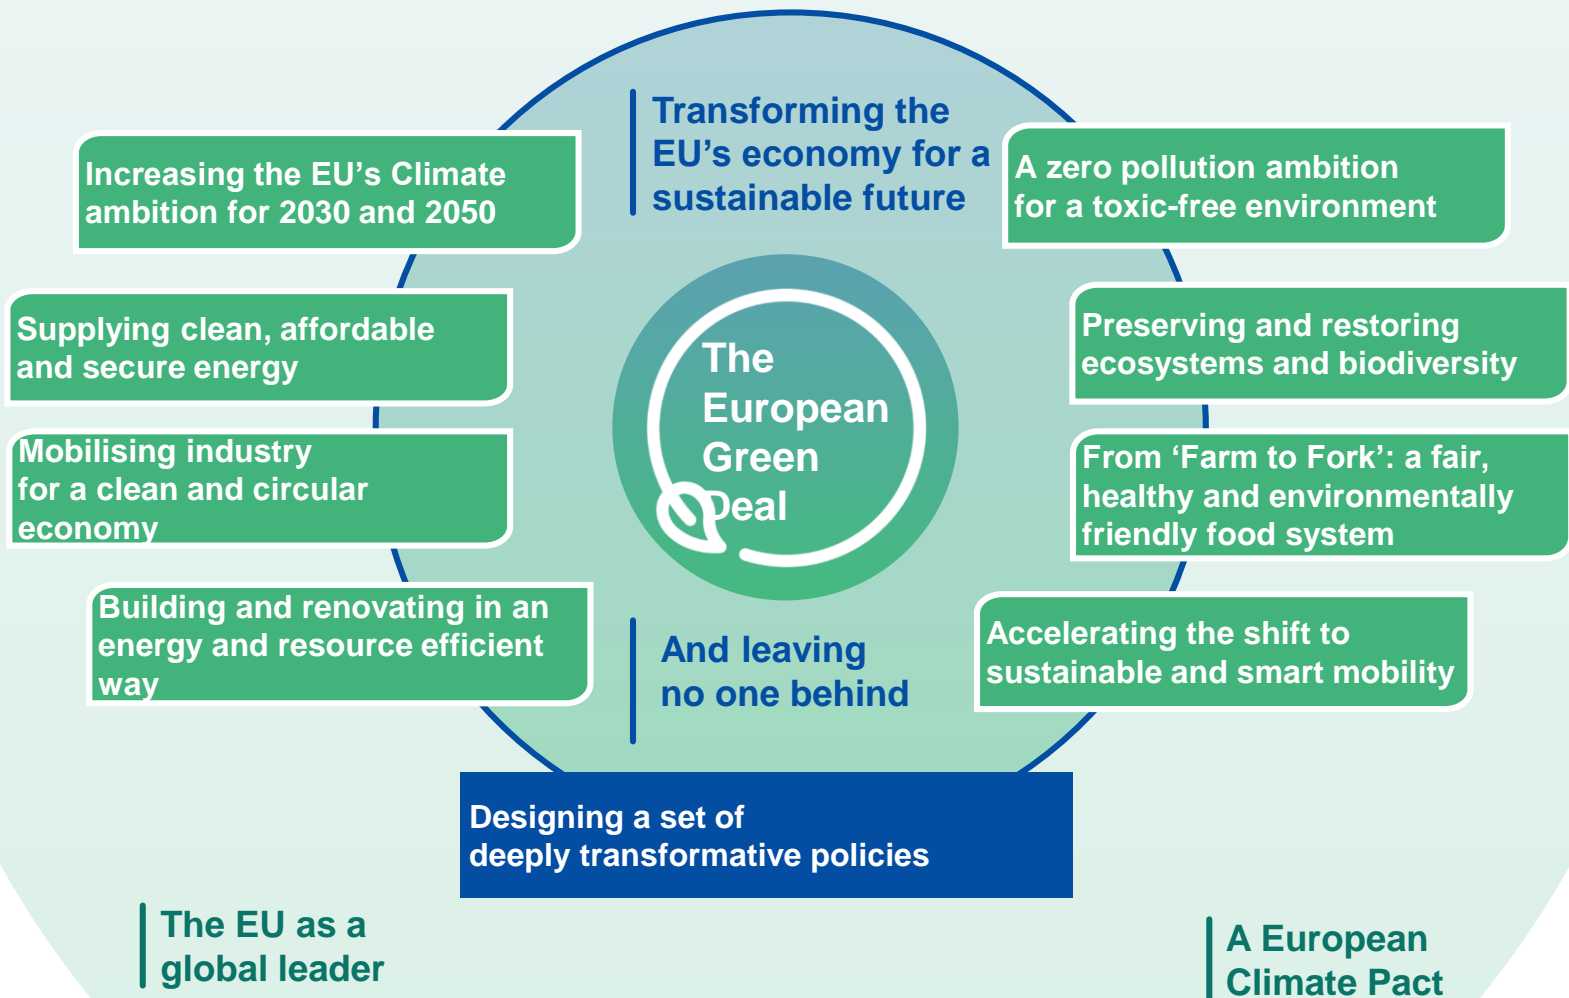 Transforming the
EU’s economy for a
sustainable future
Increasing the EU’s Climate
ambition for 2030 and 2050
A zero pollution ambition
for a toxic-free environment
Supplying clean, affordable
and secure energy
Preserving and restoring
ecosystems and biodiversity
The
European
Green
Deal
Mobilising industry
for a clean and circular
economy
From ‘Farm to Fork’: a fair,
healthy and environmentally
friendly food system
Building and renovating in an
energy and resource efficient
way
Accelerating the shift to
sustainable and smart mobility
And leaving
no one behind
Designing a set of
deeply transformative policies
The EU as a
global leader
A European
Climate Pact